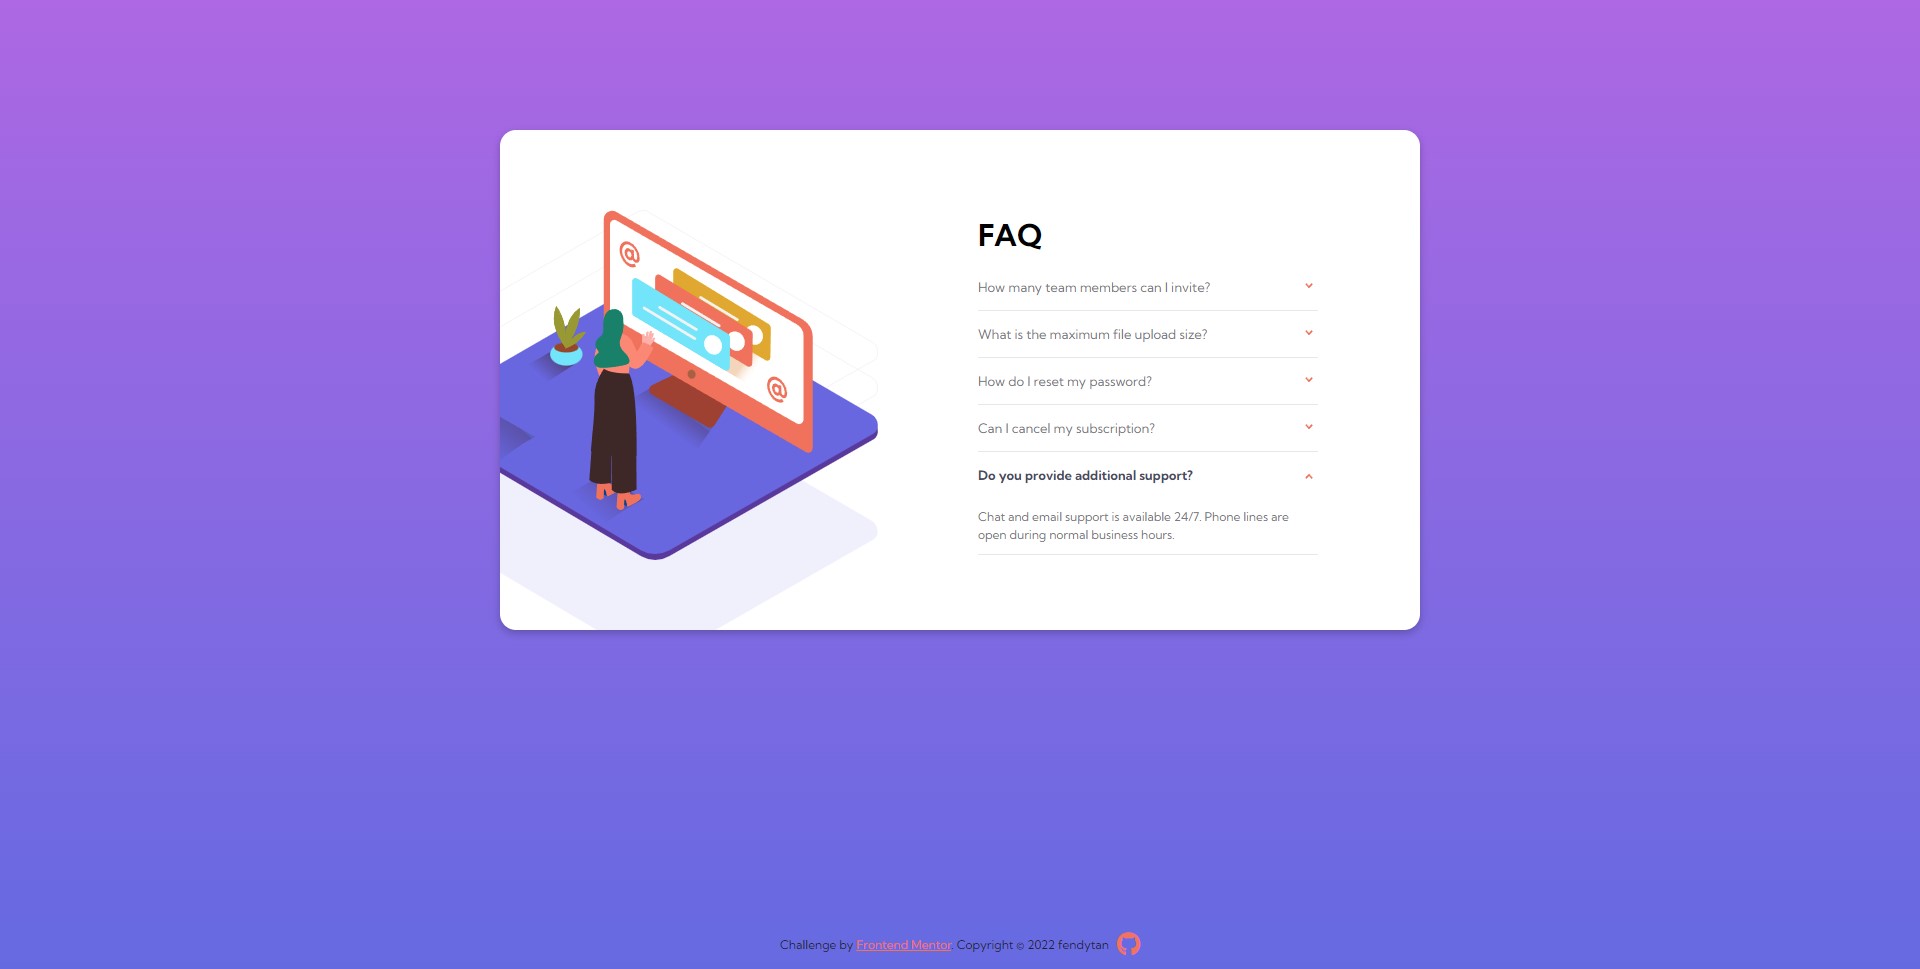 @
@
FAQ
How many team members can I invite?
What is the maximum file upload size?
How do I reset my password?
Can I cancel my subscription?
Do you provide additional support?
Chat and email support is available 24/7. Phone lines are
open during normal business hours.
Challenge by Frontend Mentor. Copyright © 2022 fendytan